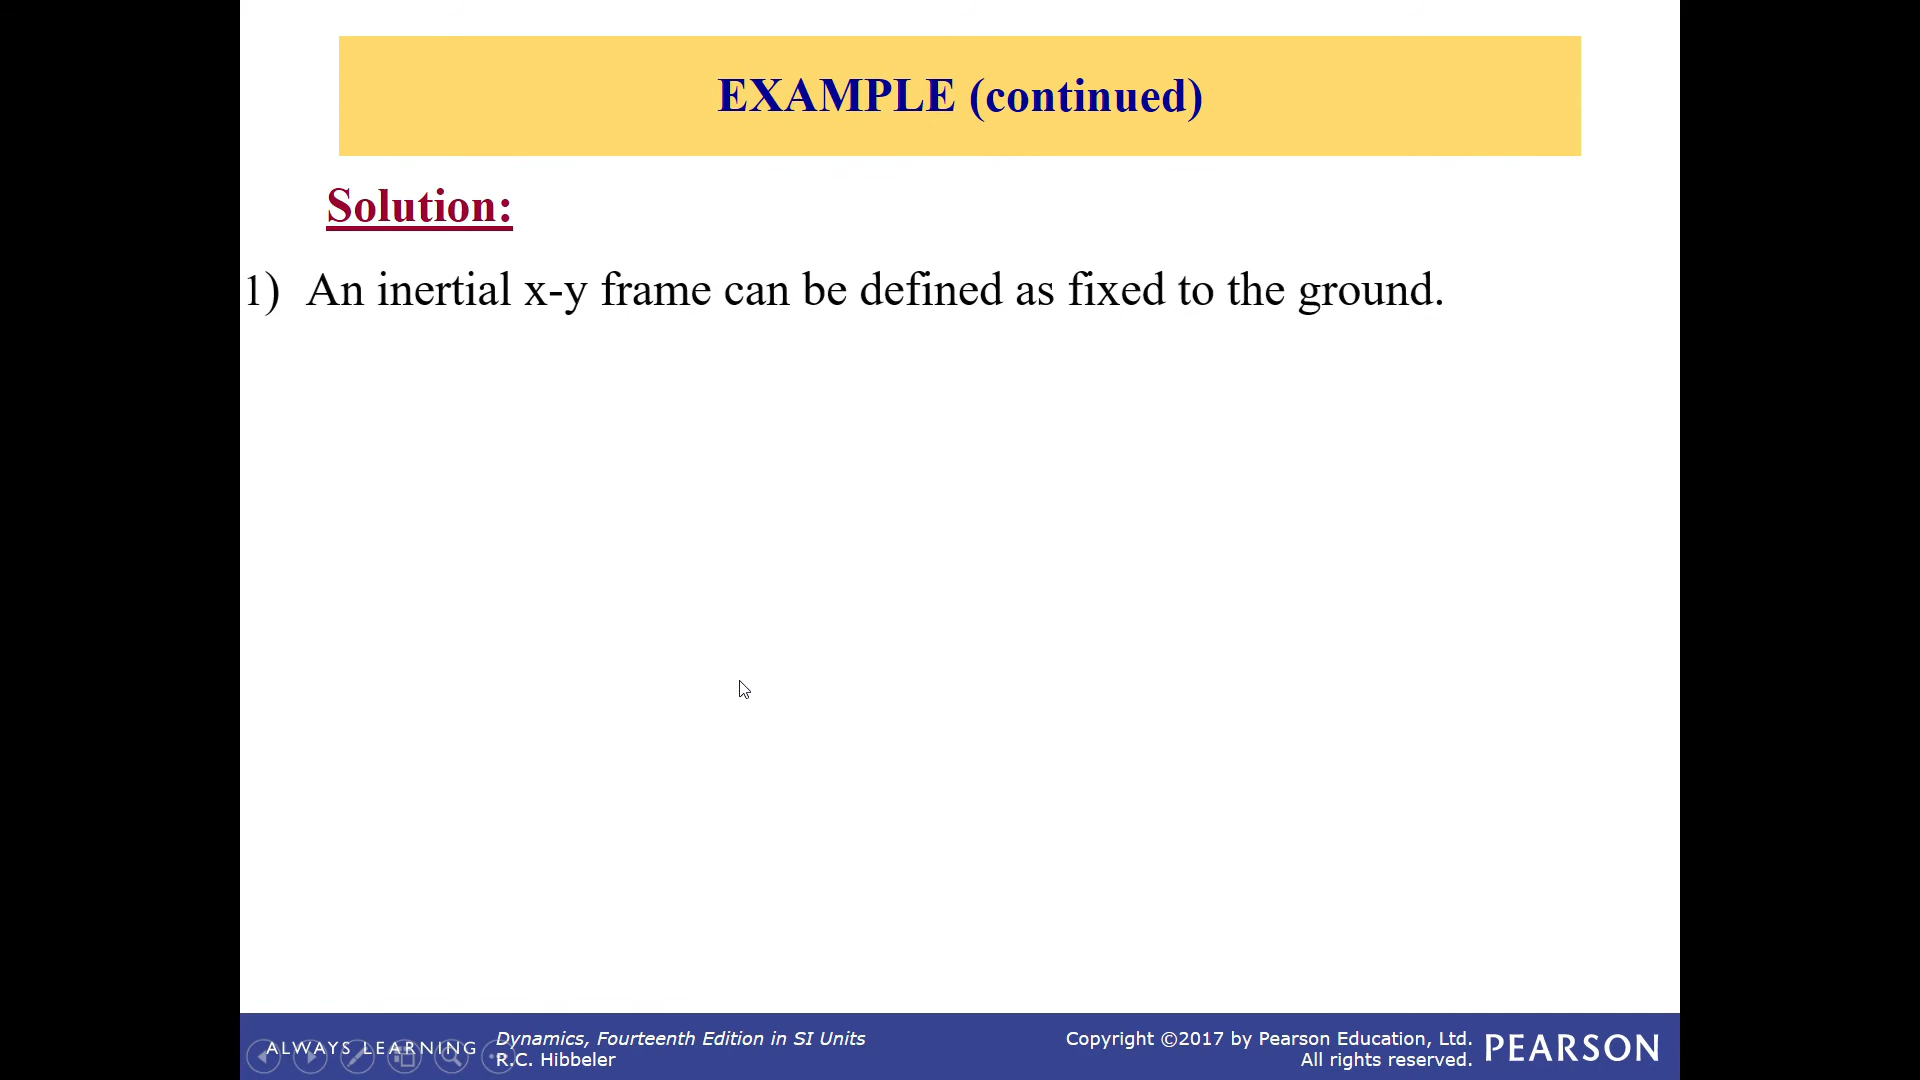 EXAMPLE (continued)
Solution:
1) An inertial x-y frame can be defined as fixed to the ground.
ALWAYS LEARNING
Dynamics, Fourteenth Edition in SI Units
R.C. Hibbeler
Copyright ©2017 by Pearson Education, Ltd.
All rights reserved.
PEARSON